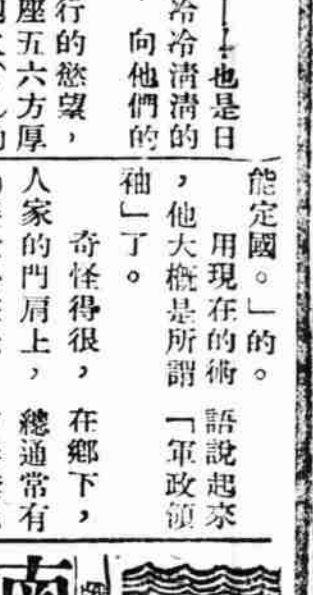 ——也是日
冷冷清清的
向他們的
行的慾望，
座五六方厚
能定國。」的。
用現在的術語說起來
，他大概是所謂「軍政領
袖」了。
奇怪得很，在鄉下，
人家的門肩上，總通常有